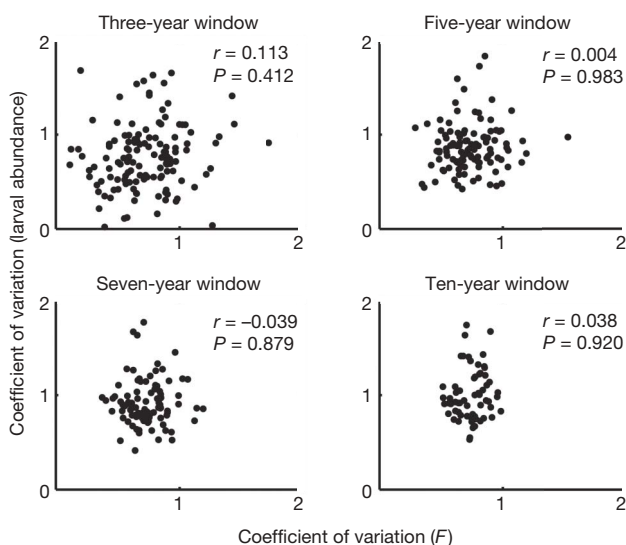 Three-year window
r = 0.113
P = 0.412
2
1
0
1
2
Five-year window
r = 0.004
P = 0.983
2
1
0
1
2
Seven-year window
r = –0.039
P = 0.879
2
1
0
1
2
Ten-year window
r = 0.038
P = 0.920
2
1
0
1
2
Coefficient of variation (larval abundance)
Coefficient of variation (F)